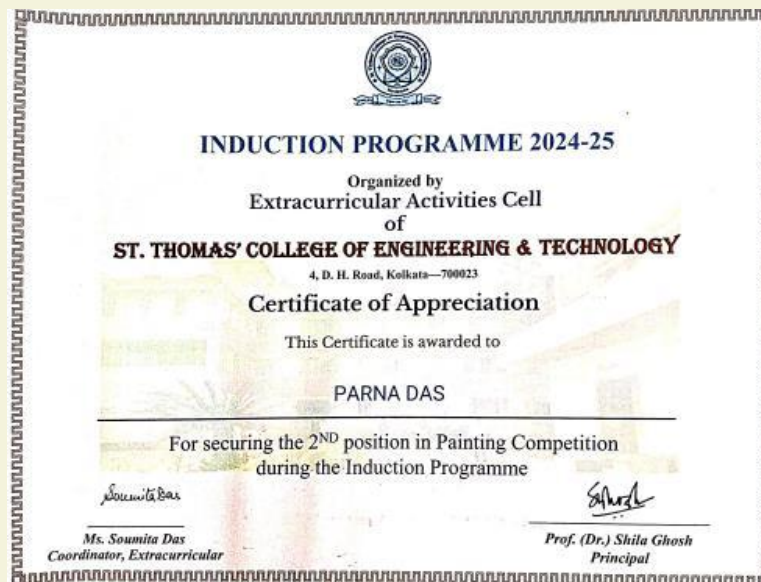 INDUCTION PROGRAMME 2024-25
Organized by
Extracurricular Activities Cell
of
ST. THOMAS' COLLEGE OF ENGINEERING & TECHNOLOGY
4, D. H. Road, Kolkata—700023
Certificate of Appreciation
This Certificate is awarded to
PARNA DAS
For securing the 2ND position in Painting Competition
during the Induction Programme
Soumita Das
Ms. Soumita Das
Coordinator, Extracurricular
Prof. (Dr.) Shila Ghosh
Principal